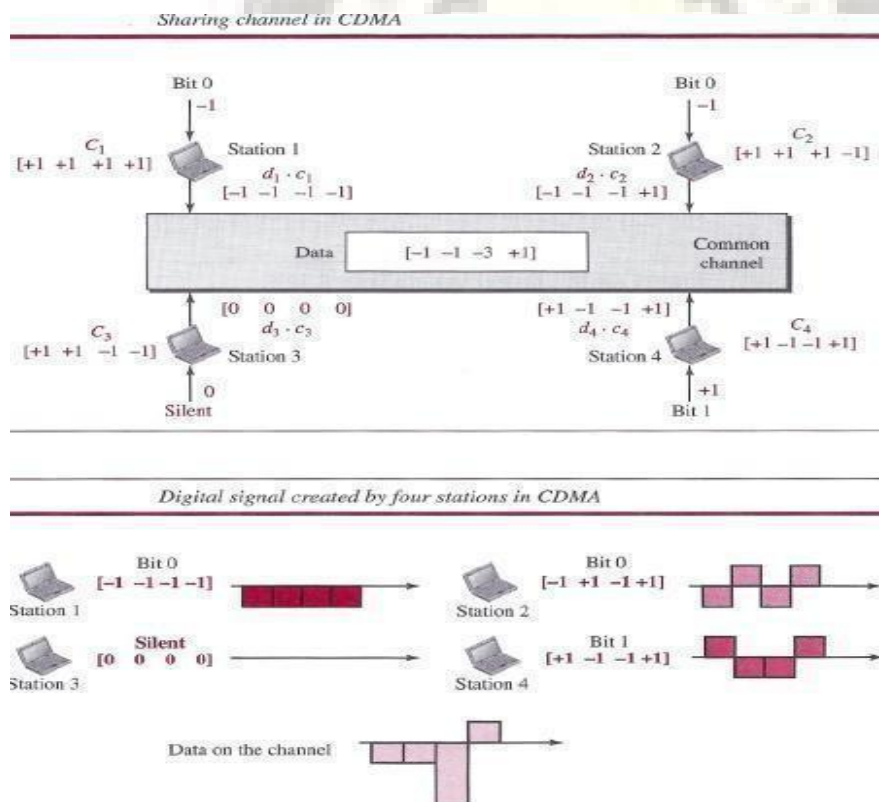 Sharing channel in CDMA
Bit 0
Bit 0
–1
–1
C1
Station 1
Station 2
C2
[+1 +1 +1 +1]
[+1 +1 +1 –1]
d1 · c1
d2 · c2
[–1 –1 –1 –1]
[–1 –1 –1 +1]
Data
[–1 –1 –3 +1]
Common
channel
[0 0 0 0]
[+1 –1 –1 +1]
C3
d3 · c3
d4 · c4
C4
[+1 +1 –1 –1]
[+1 –1 –1 +1]
Station 3
Station 4
0
+1
Silent
Bit 1
Digital signal created by four stations in CDMA
Bit 0
Bit 0
[–1 –1 –1 –1]
[–1 +1 –1 +1]
Station 1
Station 2
Silent
Bit 1
[0 0 0 0]
[+1 –1 –1 +1]
Station 3
Station 4
Data on the channel